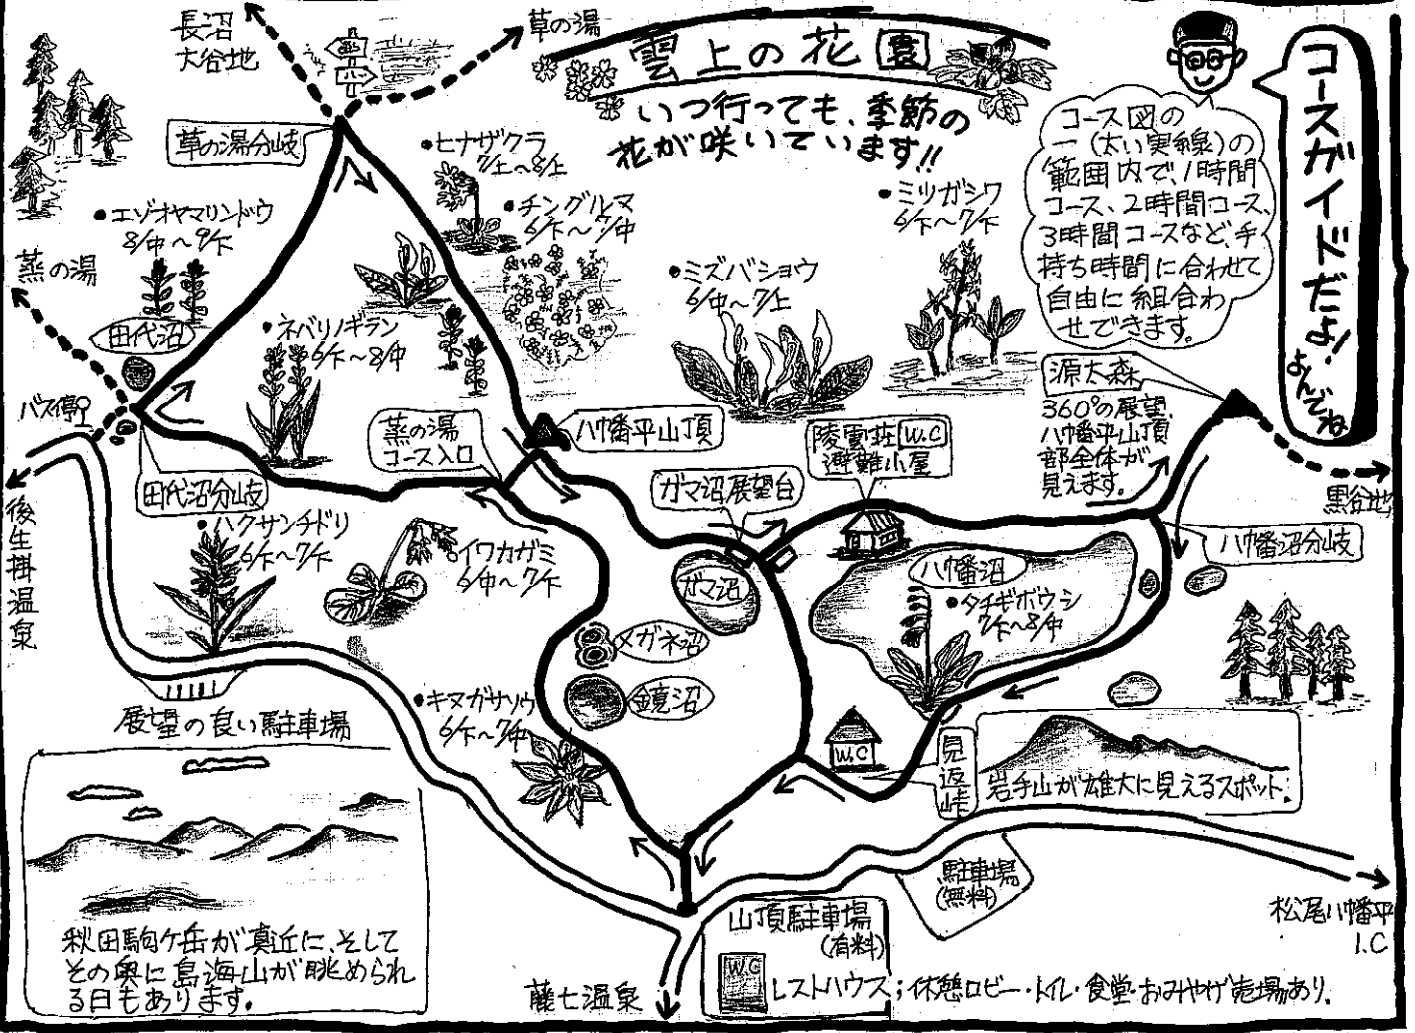 長沼
大谷地
草の湯
雲上の花園
いつ行っても、季節の
花が咲いています!!
コースガイドだよ!
よんでね
コース図の
ー(太い実線)の
範囲内で、1時間
コース、2時間コース、
3時間コースなど、手
持ち時間に合わせて
自由に組合わ
せできます。
草の湯分岐
・ヒナザクラ
7/上~8/上
・チングルマ
6/下~7/中
・ミツガシワ
6/下~7/下
・エゾオヤマリンドウ
8/中~9/下
・ミズバショウ
6/中~7/上
蒸の湯
田代沼
・ネバリノギラン
6/下~8/中
バス停
源太森
360°の展望、
八幡平山頂
部全体が
見えます。
蒸の湯
コース入口
八幡平山頂
陵雲荘 W.C
避難小屋
ガマ沼展望台
田代沼分岐
黒谷地
後生掛温泉
・ハクサンチドリ
6/下~7/下
・イワカガミ
6/中~7/下
ガマ沼
八幡沼
八幡沼分岐
・タチギボウシ
7/下~8/中
メガネ沼
鏡沼
・キヌガサソウ
6/下~7/中
展望の良い駐車場
W.C
見返峠
岩手山が雄大に見えるスポット。
駐車場
(無料)
松尾八幡平
I.C
山頂駐車場
(有料)
W.C
レストハウス;休憩ロビー・トイレ・食堂・おみやげ売場あり。
藤七温泉
秋田駒ケ岳が真近に、そして
その奥に鳥海山が眺められ
る日もあります。